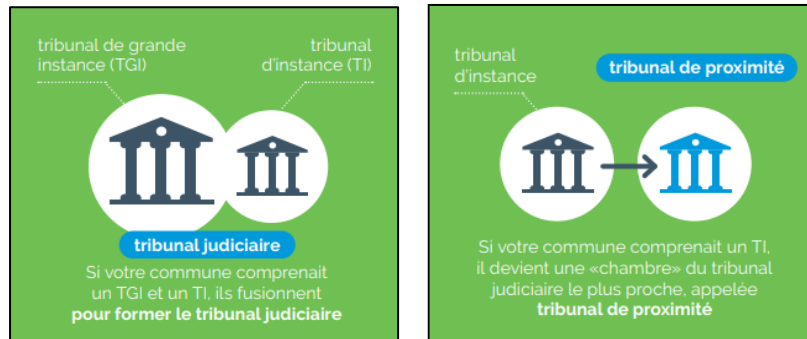 tribunal de grande
instance (TGI)
tribunal
d'instance (TI)
tribunal judiciaire
Si votre commune comprenait
un TGI et un TI, ils fusionnent
pour former le tribunal judiciaire
tribunal
d'instance
tribunal de proximité
Si votre commune comprenait un TI,
il devient une «chambre» du tribunal
judiciaire le plus proche, appelée
tribunal de proximité